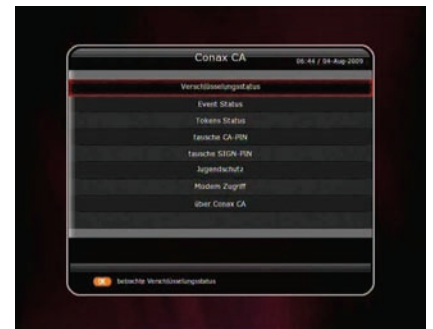 Conax CA
06:44 / 04-Aug-2009
Verschlüsselungsstatus
Event Status
Tokens Status
tausche CA-PIN
tausche SIGN-PIN
Jugendschutz
Modem Zugriff
über Conax CA
OK betrachte Verschlüsselungsstatus